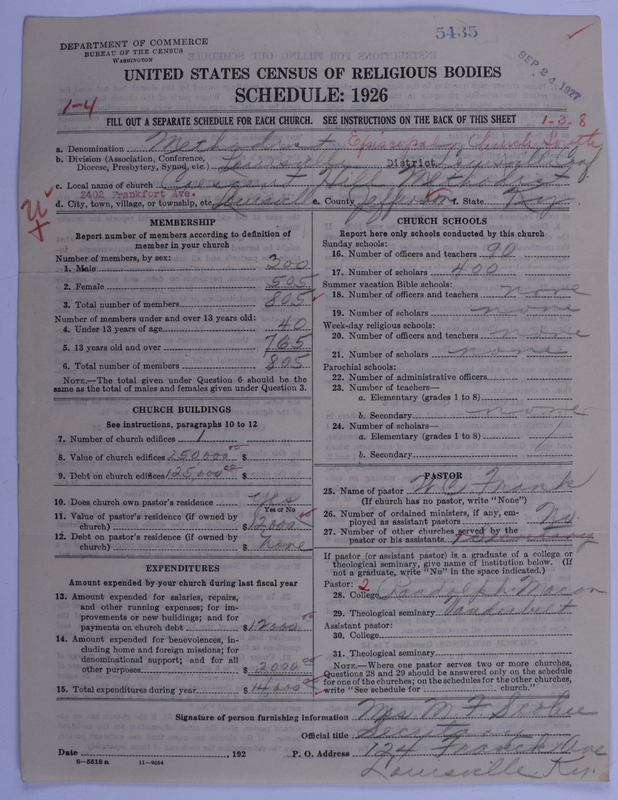 5435
DEPARTMENT OF COMMERCE
BUREAU OF THE CENSUS
WASHINGTON
SEP 24 1927
UNITED STATES CENSUS OF RELIGIOUS BODIES
SCHEDULE: 1926
1-4
FILL OUT A SEPARATE SCHEDULE FOR EACH CHURCH. SEE INSTRUCTIONS ON THE BACK OF THIS SHEET
1-3 8
a. Denomination Methodist Episcopal Church South
b. Division (Association, Conference, Diocese, Presbytery, Synod, etc.) Louisville District Louisville Conf
c. Local name of church Crescent Hill Methodist
2402 Frankfort Ave.
d. City, town, village, or township, etc. Louisville e. County Jefferson f. State Ky.
MEMBERSHIP
Report number of members according to definition of member in your church
Number of members, by sex:
1. Male 300
2. Female 505
3. Total number of members 805
Number of members under and over 13 years old:
4. Under 13 years of age 40
5. 13 years old and over 765
6. Total number of members 805
NOTE.—The total given under Question 6 should be the same as the total of males and females given under Question 3.
CHURCH BUILDINGS
See instructions, paragraphs 10 to 12
7. Number of church edifices 1
8. Value of church edifices $ 250,000.00
9. Debt on church edifices $ 125,000.00
10. Does church own pastor's residence Yes
Yes or No
11. Value of pastor's residence (if owned by church) $
12. Debt on pastor's residence (if owned by church) $ None
EXPENDITURES
Amount expended by your church during last fiscal year
13. Amount expended for salaries, repairs, and other running expenses; for improvements or new buildings; and for payments on church debt $ 12000.00
14. Amount expended for benevolences, including home and foreign missions; for denominational support; and for all other purposes $ 2000.00
15. Total expenditures during year $ 14000.00
CHURCH SCHOOLS
Report here only schools conducted by this church
Sunday schools:
16. Number of officers and teachers 90
17. Number of scholars 400
Summer vacation Bible schools:
18. Number of officers and teachers none
19. Number of scholars none
Week-day religious schools:
20. Number of officers and teachers none
21. Number of scholars none
Parochial schools:
22. Number of administrative officers
23. Number of teachers—
a. Elementary (grades 1 to 8)
b. Secondary none
24. Number of scholars—
a. Elementary (grades 1 to 8)
b. Secondary
PASTOR
25. Name of pastor W.C. Frank
(If church has no pastor, write "None")
26. Number of ordained ministers, if any, employed as assistant pastors No
27. Number of other churches served by the pastor or his assistants
If pastor (or assistant pastor) is a graduate of a college or theological seminary, give name of institution below. (If not a graduate, write "No" in the space indicated.)
Pastor: 2
28. College Randolph Macon
29. Theological seminary Vanderbilt
Assistant pastor:
30. College
31. Theological seminary
NOTE.—Where one pastor serves two or more churches, Questions 28 and 29 should be answered only on the schedule for one of the churches; on the schedules for the other churches, write "See schedule for church."
Signature of person furnishing information Mrs M F
Official title
Date , 192
P. O. Address 124 Franck Ave
Louisville Ky.
6—5518 a 11—9064